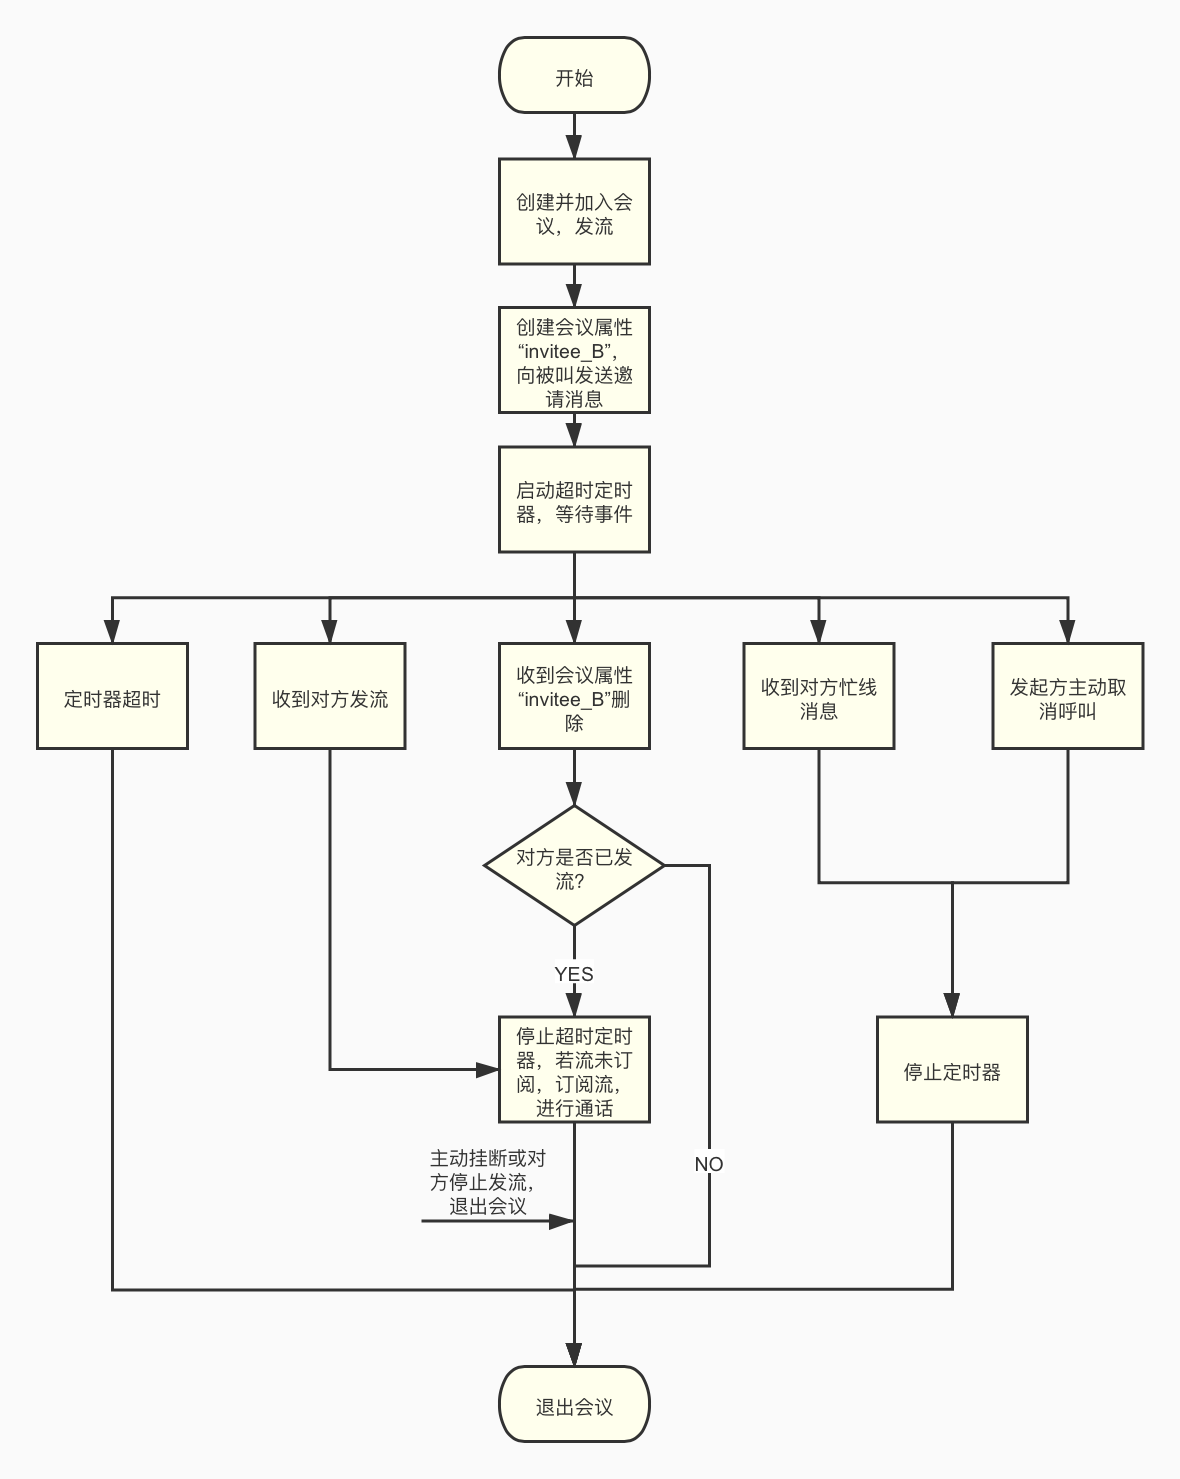 开始
创建并加入会
议，发流
创建会议属性
“invitee_B”，
向被叫发送邀
请消息
启动超时定时
器，等待事件
定时器超时
收到对方发流
收到会议属性
“invitee_B”删
除
收到对方忙线
消息
发起方主动取
消呼叫
对方是否已发
流?
YES
停止超时定时
器，若流未订
阅，订阅流，
进行通话
停止定时器
主动挂断或对
方停止发流，
退出会议
NO
退出会议